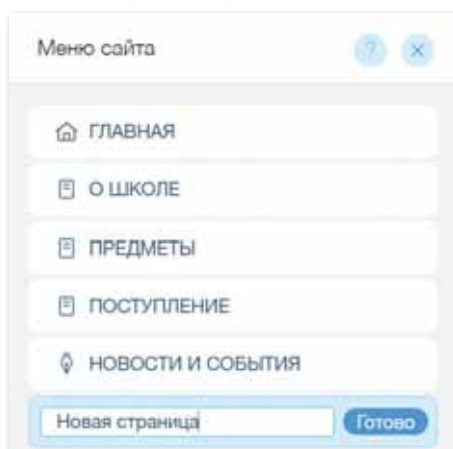 Меню сайта ?
ГЛАВНАЯ
О ШКОЛЕ
ПРЕДМЕТЫ
ПОСТУПЛЕНИЕ
НОВОСТИ И СОБЫТИЯ
Новая страница Готово